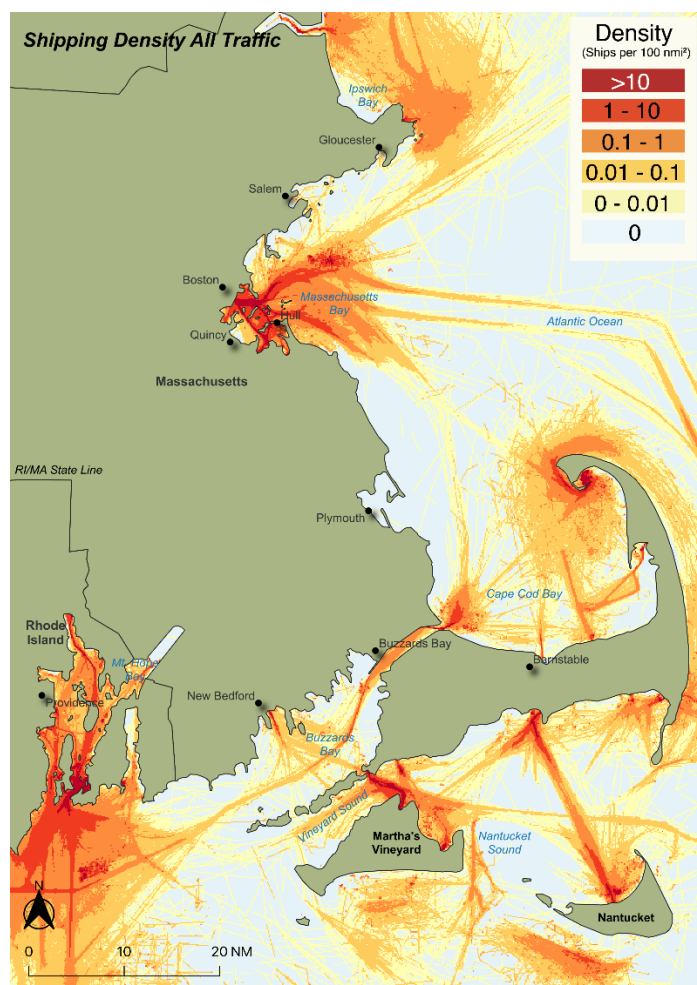 Shipping Density All Traffic
Density
(Ships per 100 nmi²)
>10
1 - 10
0.1 - 1
0.01 - 0.1
0 - 0.01
0
Ipswich
Bay
Gloucester
Salem
Boston
Massachusetts
Bay
Hull
Atlantic Ocean
Quincy
Massachusetts
RI/MA State Line
Plymouth
Cape Cod Bay
Rhode
Island
Buzzards Bay
Mt. Hope
Bay
Barnstable
Providence
New Bedford
Buzzards
Bay
Vineyard Sound
Martha's
Vineyard
Nantucket
Sound
N
Nantucket
0
10
20 NM